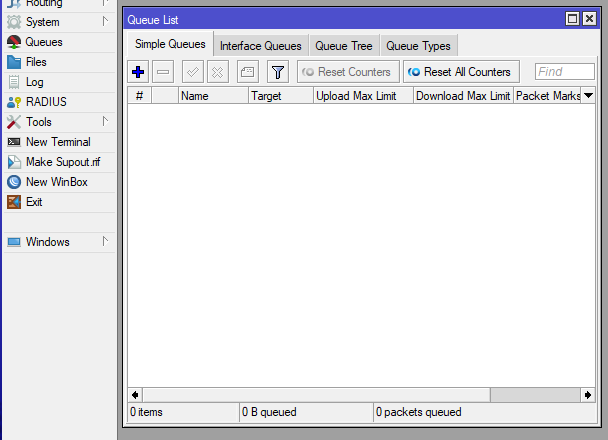 Routing
System
Queues
Files
Log
RADIUS
Tools
New Terminal
Make Supout.rif
New WinBox
Exit
Windows
Queue List
Simple Queues Interface Queues Queue Tree Queue Types
Reset Counters Reset All Counters Find
# Name Target Upload Max Limit Download Max Limit Packet Marks
0 items 0 B queued 0 packets queued